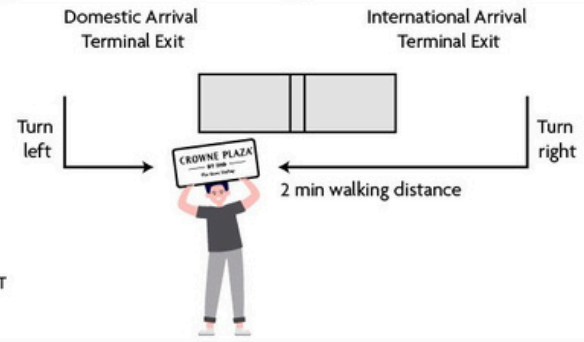 Domestic Arrival
Terminal Exit
International Arrival
Terminal Exit
Turn
left
Turn
right
CROWNE PLAZA
2 min walking distance
T